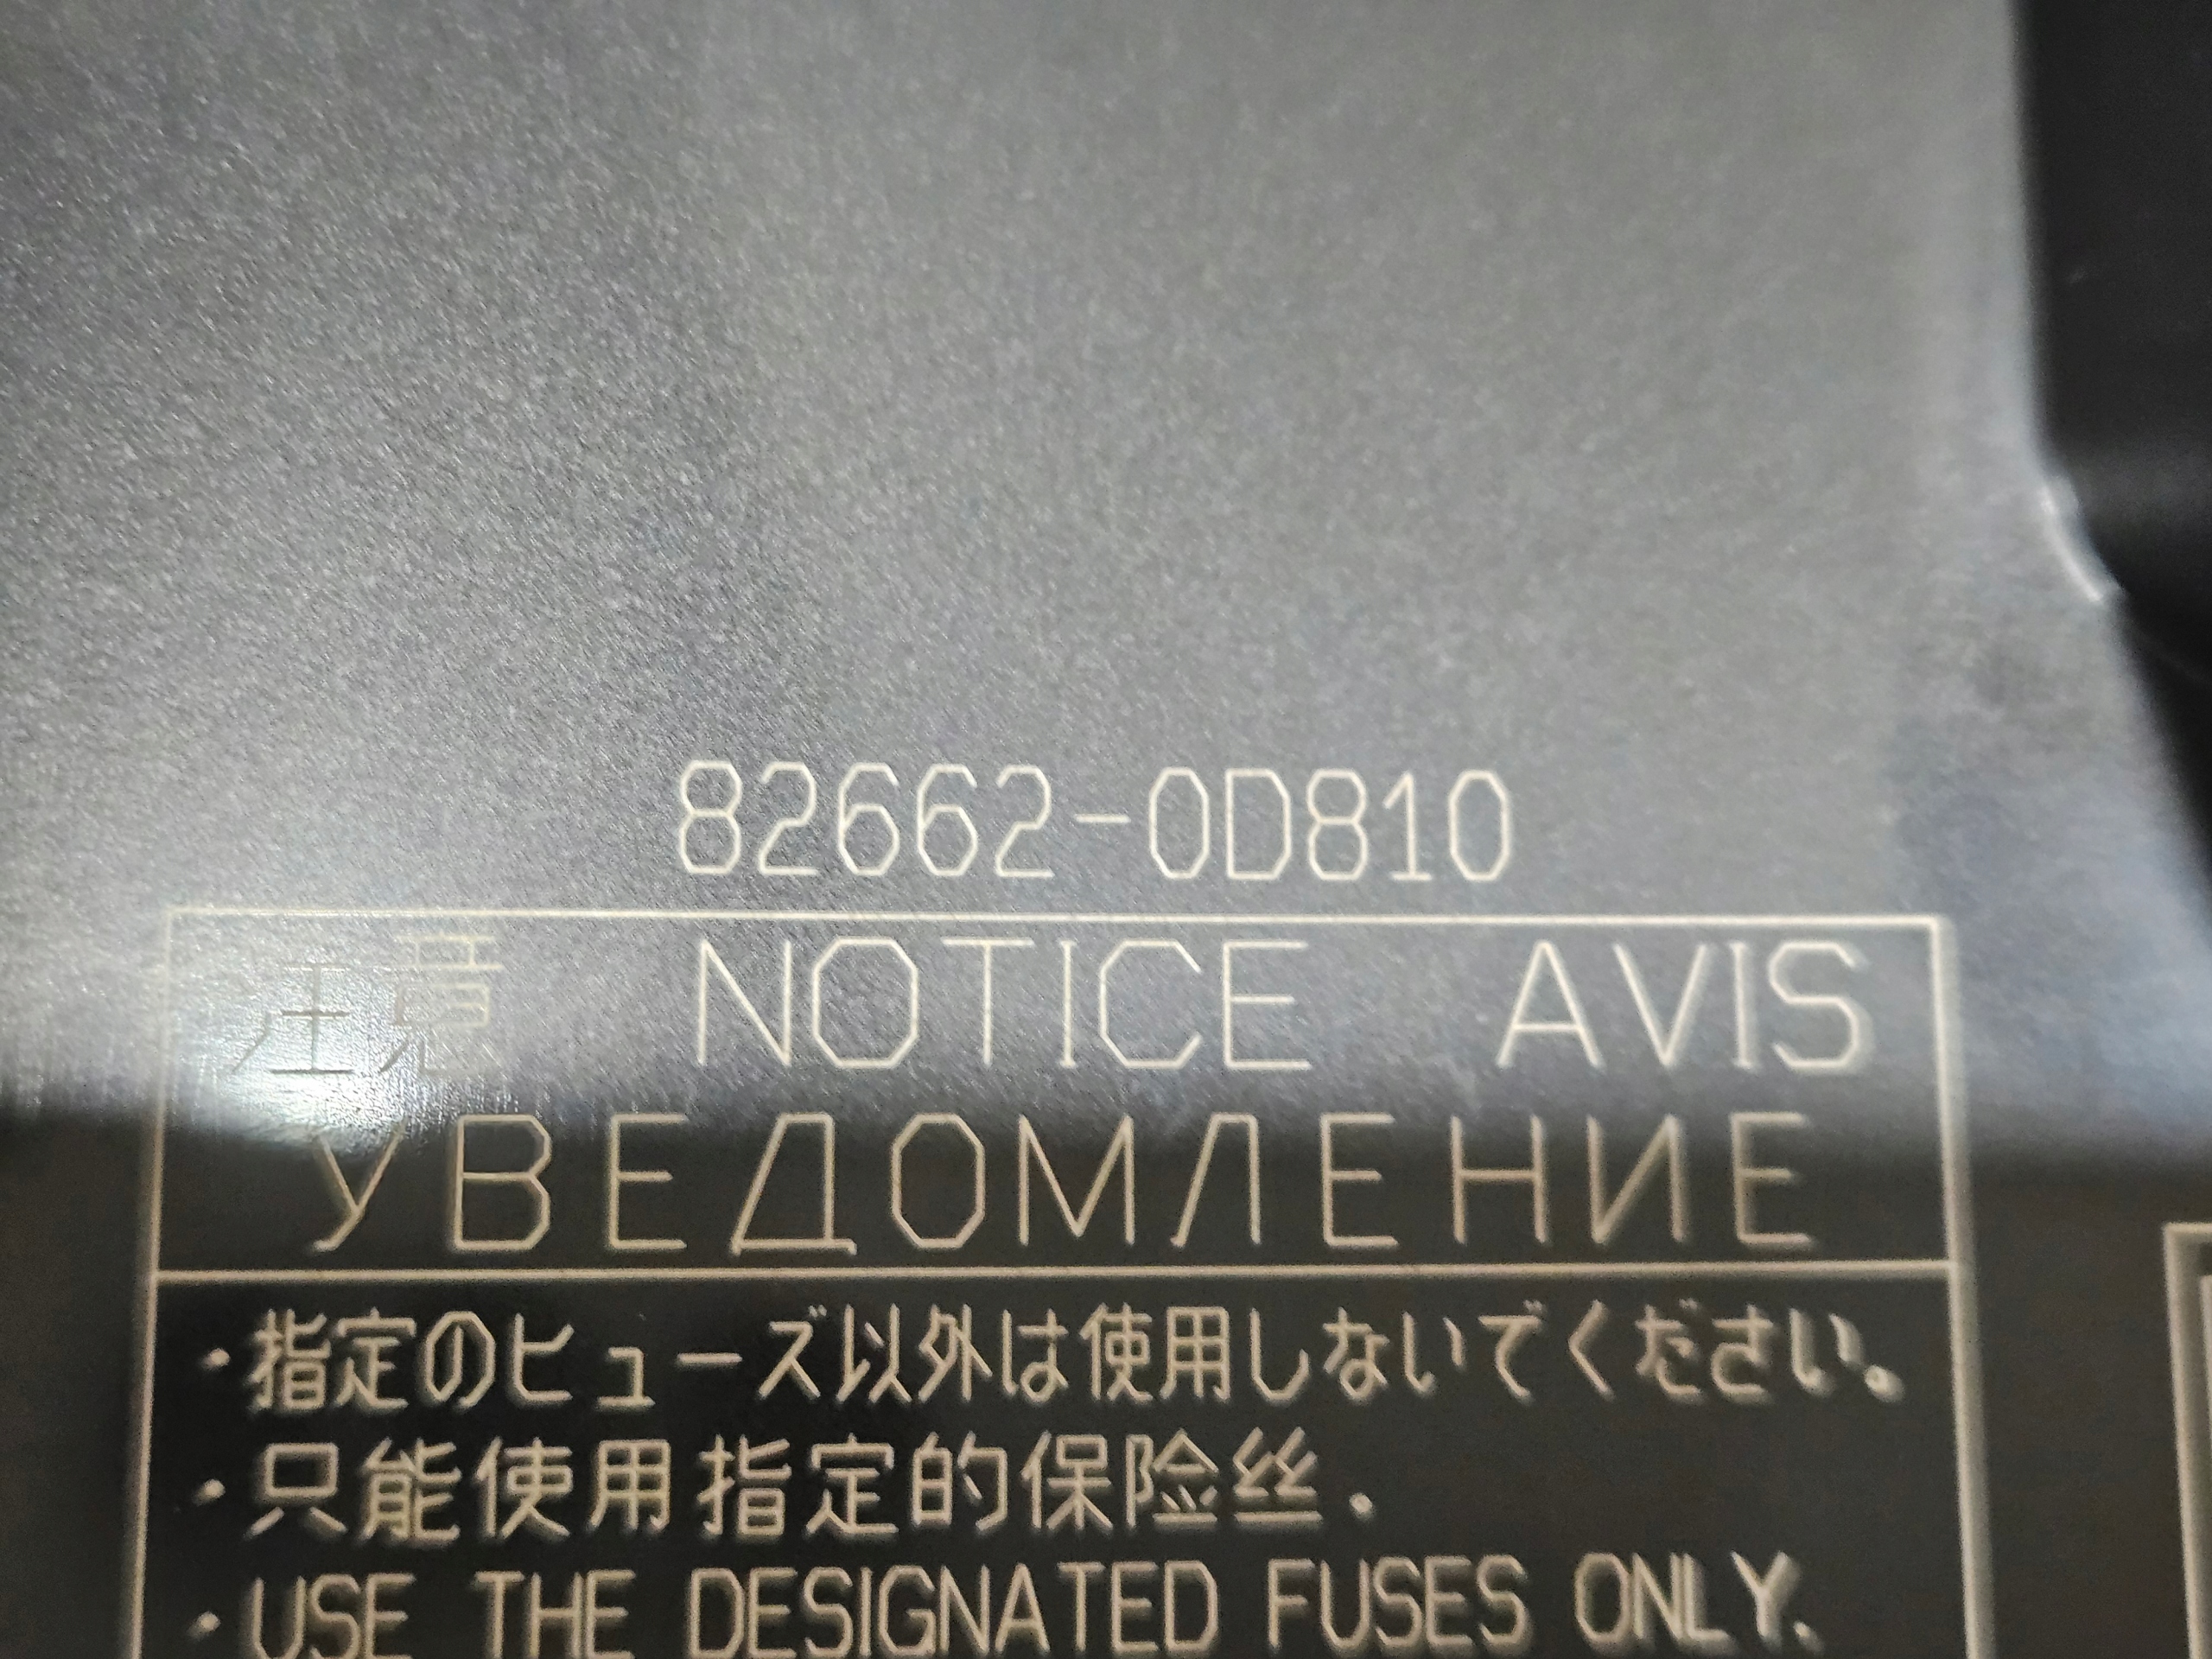 82662-0D810
注意 NOTICE AVIS
УВЕДОМЛЕНИЕ
・指定のヒューズ以外は使用しないでください。
・只能使用指定的保险丝.
・USE THE DESIGNATED FUSES ONLY.